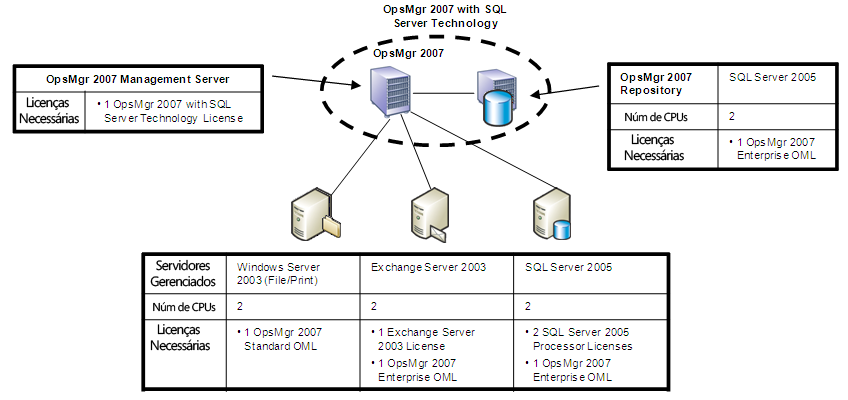 OpsMgr 2007 with SQL
Server Technology
OpsMgr 2007
OpsMgr 2007 Management Server
Licenças
Necessárias
• 1 OpsMgr 2007 with SQL
Server Technology License
OpsMgr 2007
Repository
SQL Server 2005
Núm de CPUs
2
Licenças
Necessárias
• 1 OpsMgr 2007
Enterprise OML
Servidores
Gerenciados
Windows Server
2003 (File/Print)
Exchange Server 2003
SQL Server 2005
Núm de CPUs
2
2
2
Licenças
Necessárias
• 1 OpsMgr 2007
Standard OML
• 1 Exchange Server
2003 License
• 1 OpsMgr 2007
Enterprise OML
• 2 SQL Server 2005
Processor Licenses
• 1 OpsMgr 2007
Enterprise OML